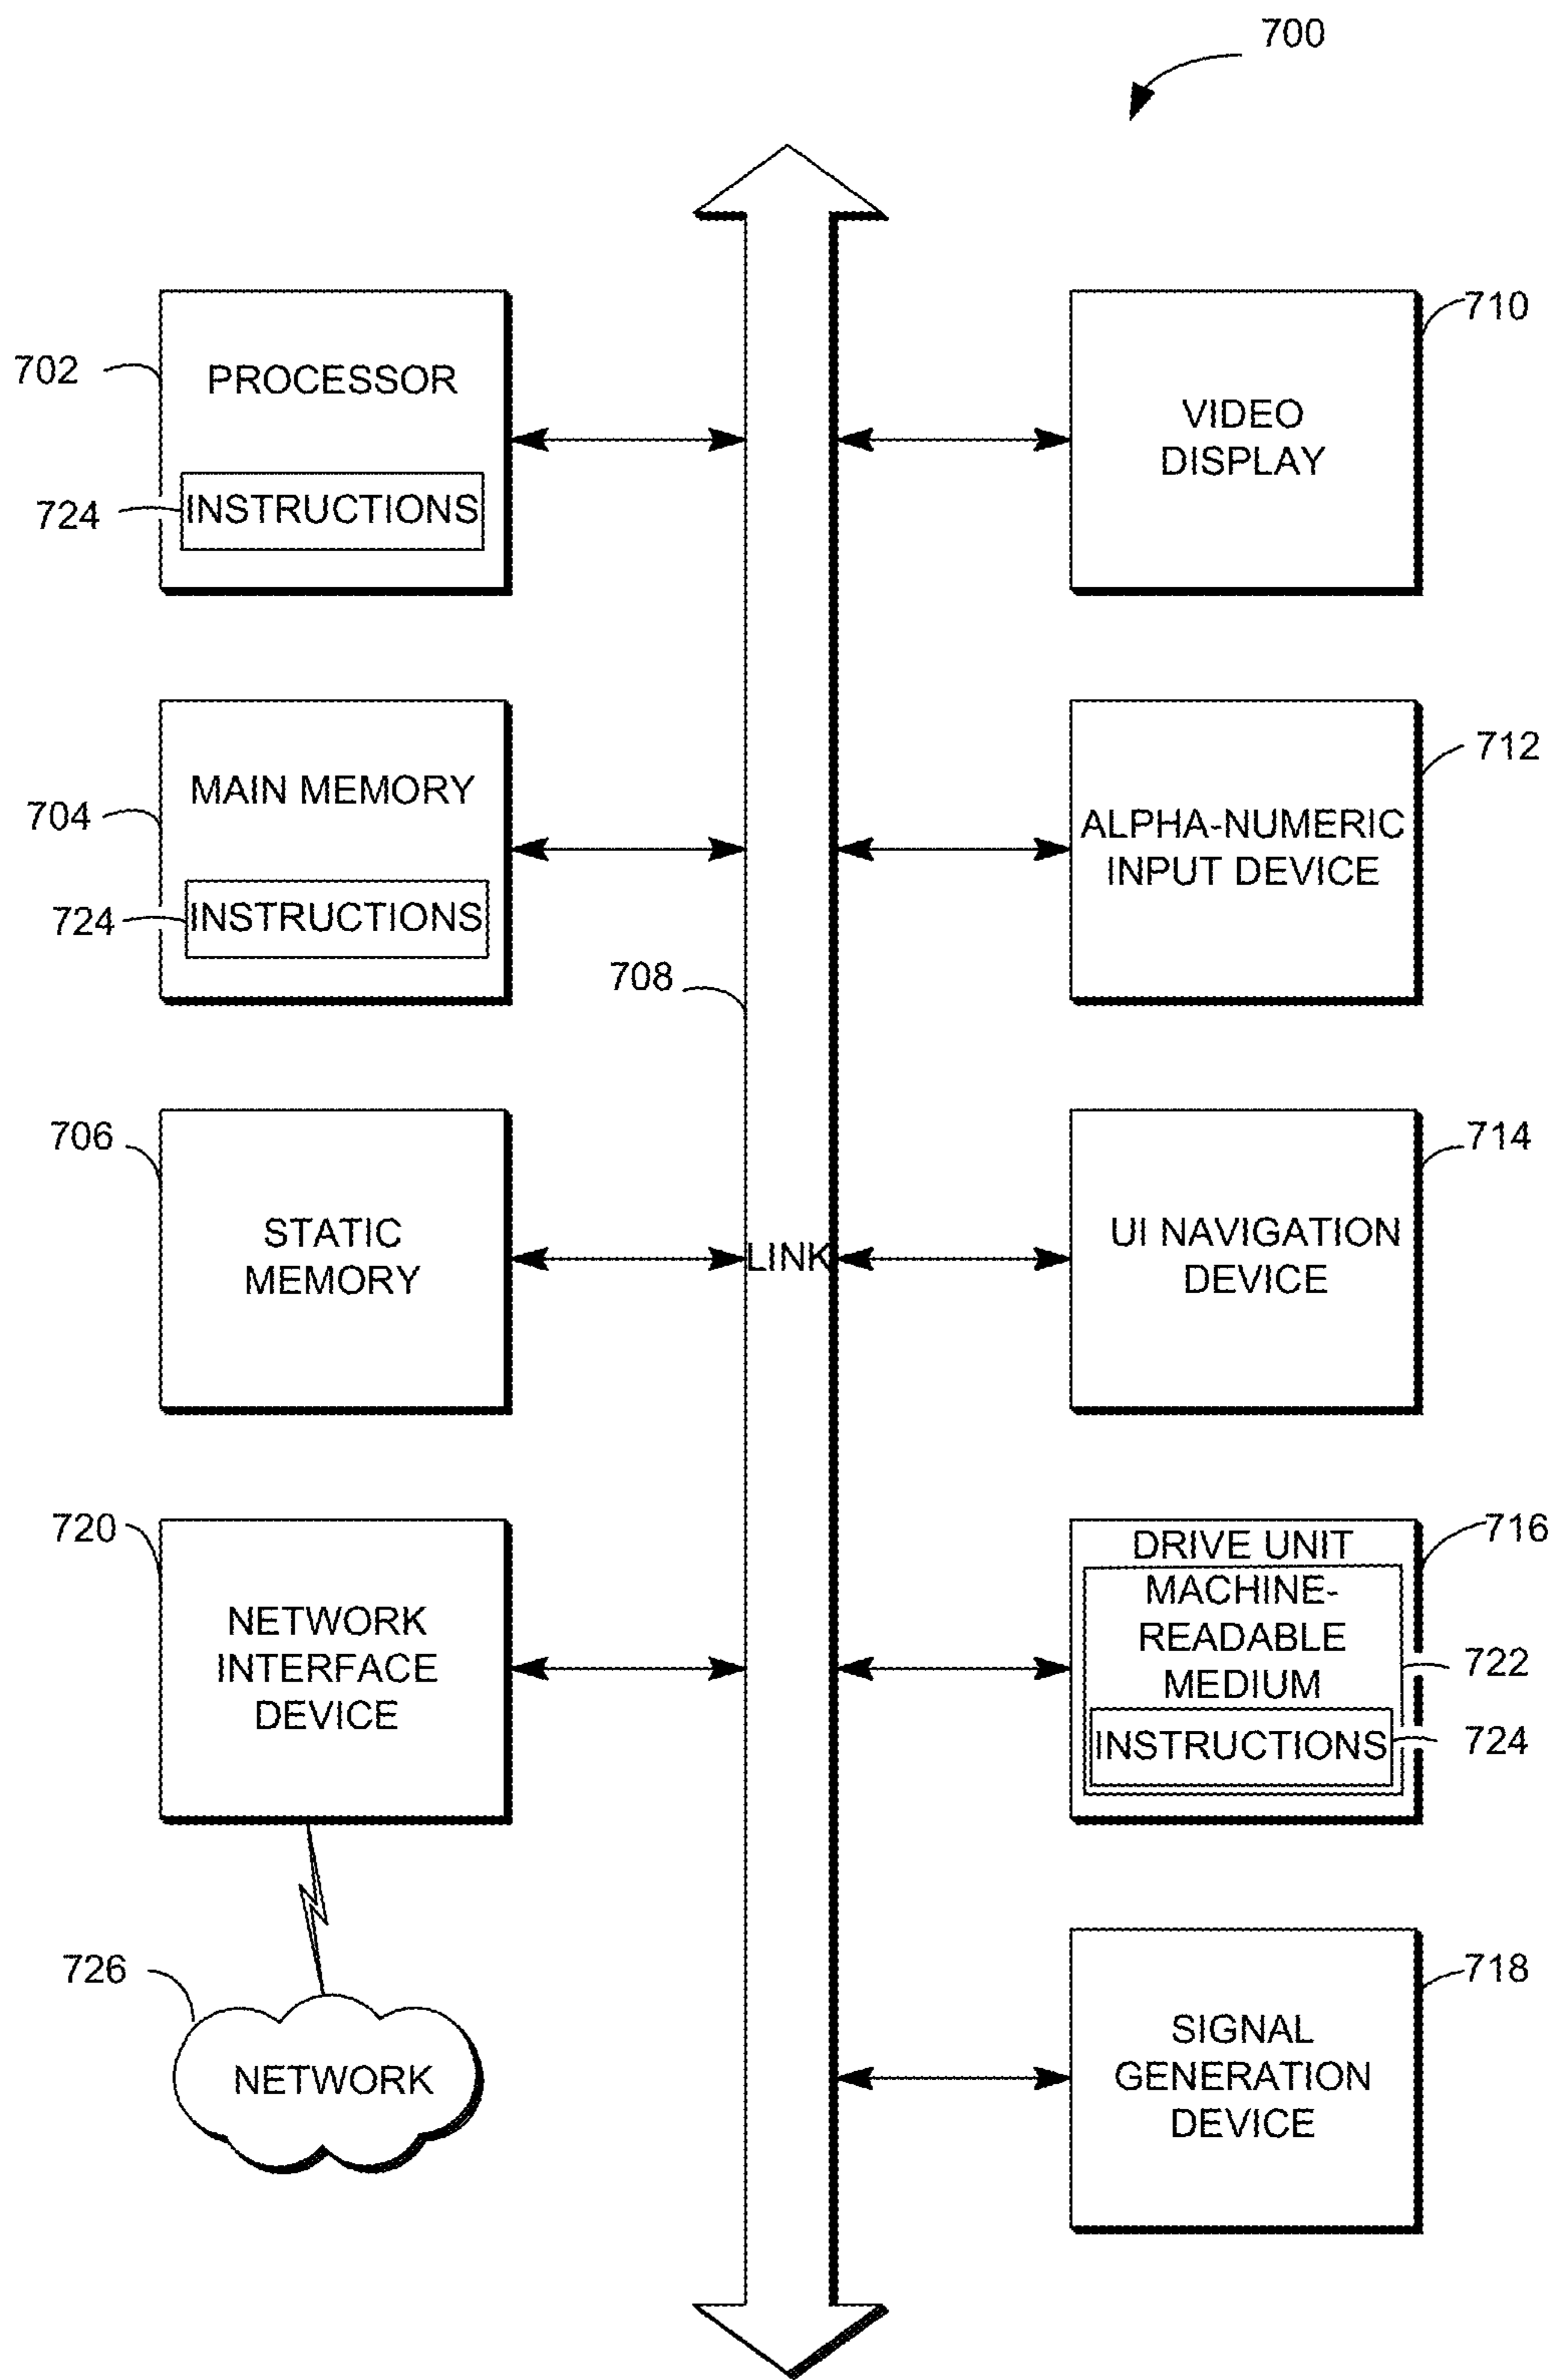 700
702
PROCESSOR
724
INSTRUCTIONS
710
VIDEO
DISPLAY
704
MAIN MEMORY
724
INSTRUCTIONS
712
ALPHA-NUMERIC
INPUT DEVICE
708
706
STATIC
MEMORY
LINK
714
UI NAVIGATION
DEVICE
720
NETWORK
INTERFACE
DEVICE
716
DRIVE UNIT
MACHINE-
READABLE
MEDIUM
722
INSTRUCTIONS
724
726
NETWORK
718
SIGNAL
GENERATION
DEVICE